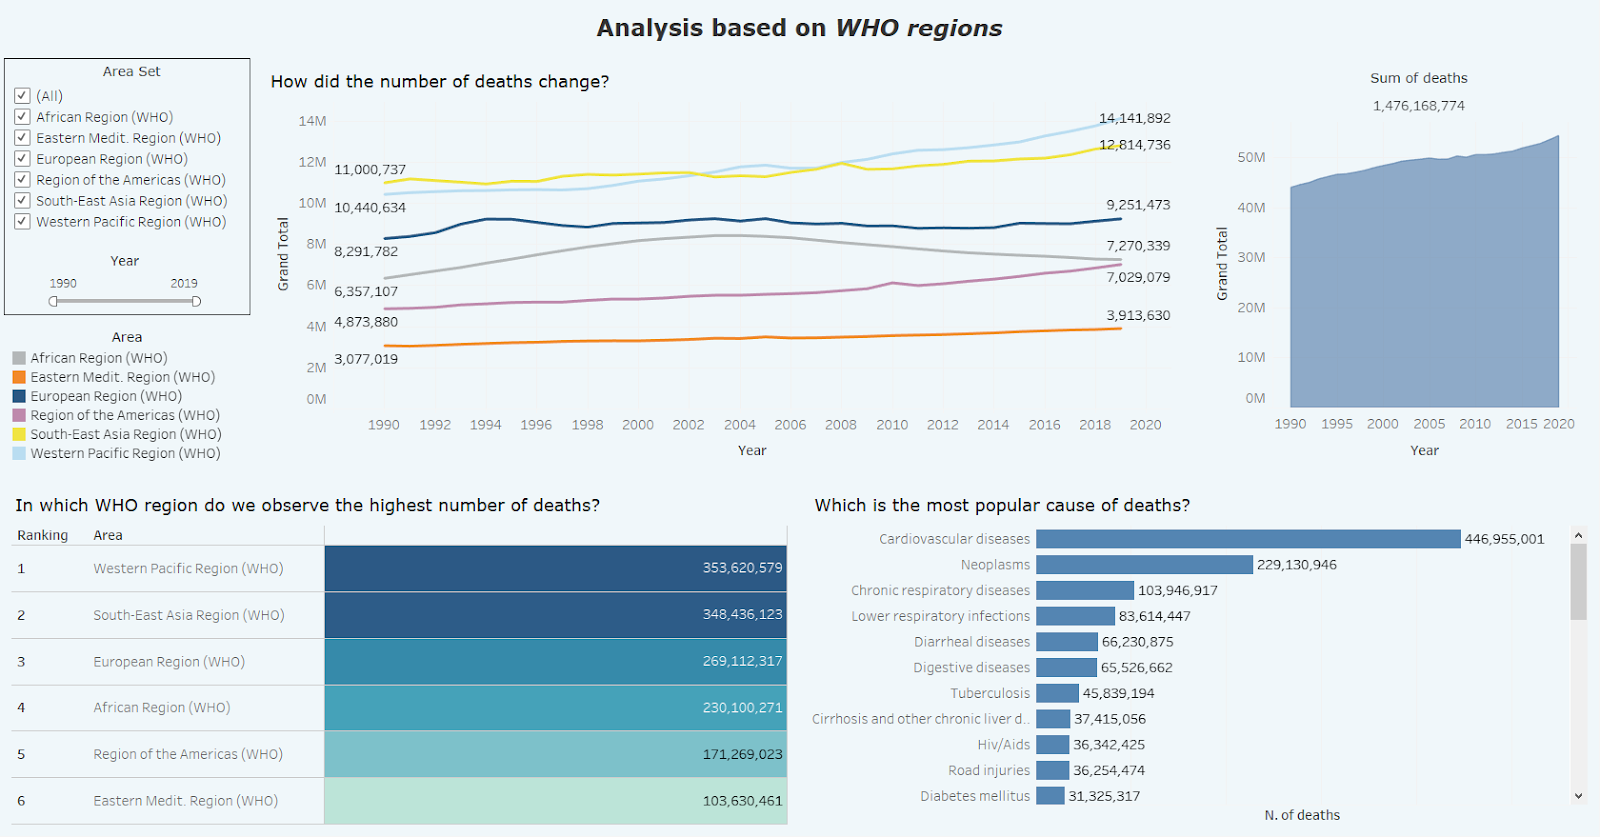 Analysis based on WHO regions
Area Set
(All)
African Region (WHO)
Eastern Medit. Region (WHO)
European Region (WHO)
Region of the Americas (WHO)
South-East Asia Region (WHO)
Western Pacific Region (WHO)
Year
1990 2019
Area
African Region (WHO)
Eastern Medit. Region (WHO)
European Region (WHO)
Region of the Americas (WHO)
South-East Asia Region (WHO)
Western Pacific Region (WHO)
How did the number of deaths change?
Grand Total
14M
12M
10M
8M
6M
4M
2M
0M
11,000,737
10,440,634
8,291,782
6,357,107
4,873,880
3,077,019
14,141,892
12,814,736
9,251,473
7,270,339
7,029,079
3,913,630
1990 1992 1994 1996 1998 2000 2002 2004 2006 2008 2010 2012 2014 2016 2018 2020
Year
Sum of deaths
1,476,168,774
Grand Total
50M
40M
30M
20M
10M
0M
1990 1995 2000 2005 2010 2015 2020
Year
In which WHO region do we observe the highest number of deaths?
Ranking Area
1 Western Pacific Region (WHO) 353,620,579
2 South-East Asia Region (WHO) 348,436,123
3 European Region (WHO) 269,112,317
4 African Region (WHO) 230,100,271
5 Region of the Americas (WHO) 171,269,023
6 Eastern Medit. Region (WHO) 103,630,461
Which is the most popular cause of deaths?
Cardiovascular diseases 446,955,001
Neoplasms 229,130,946
Chronic respiratory diseases 103,946,917
Lower respiratory infections 83,614,447
Diarrheal diseases 66,230,875
Digestive diseases 65,526,662
Tuberculosis 45,839,194
Cirrhosis and other chronic liver d.. 37,415,056
Hiv/Aids 36,342,425
Road injuries 36,254,474
Diabetes mellitus 31,325,317
N. of deaths